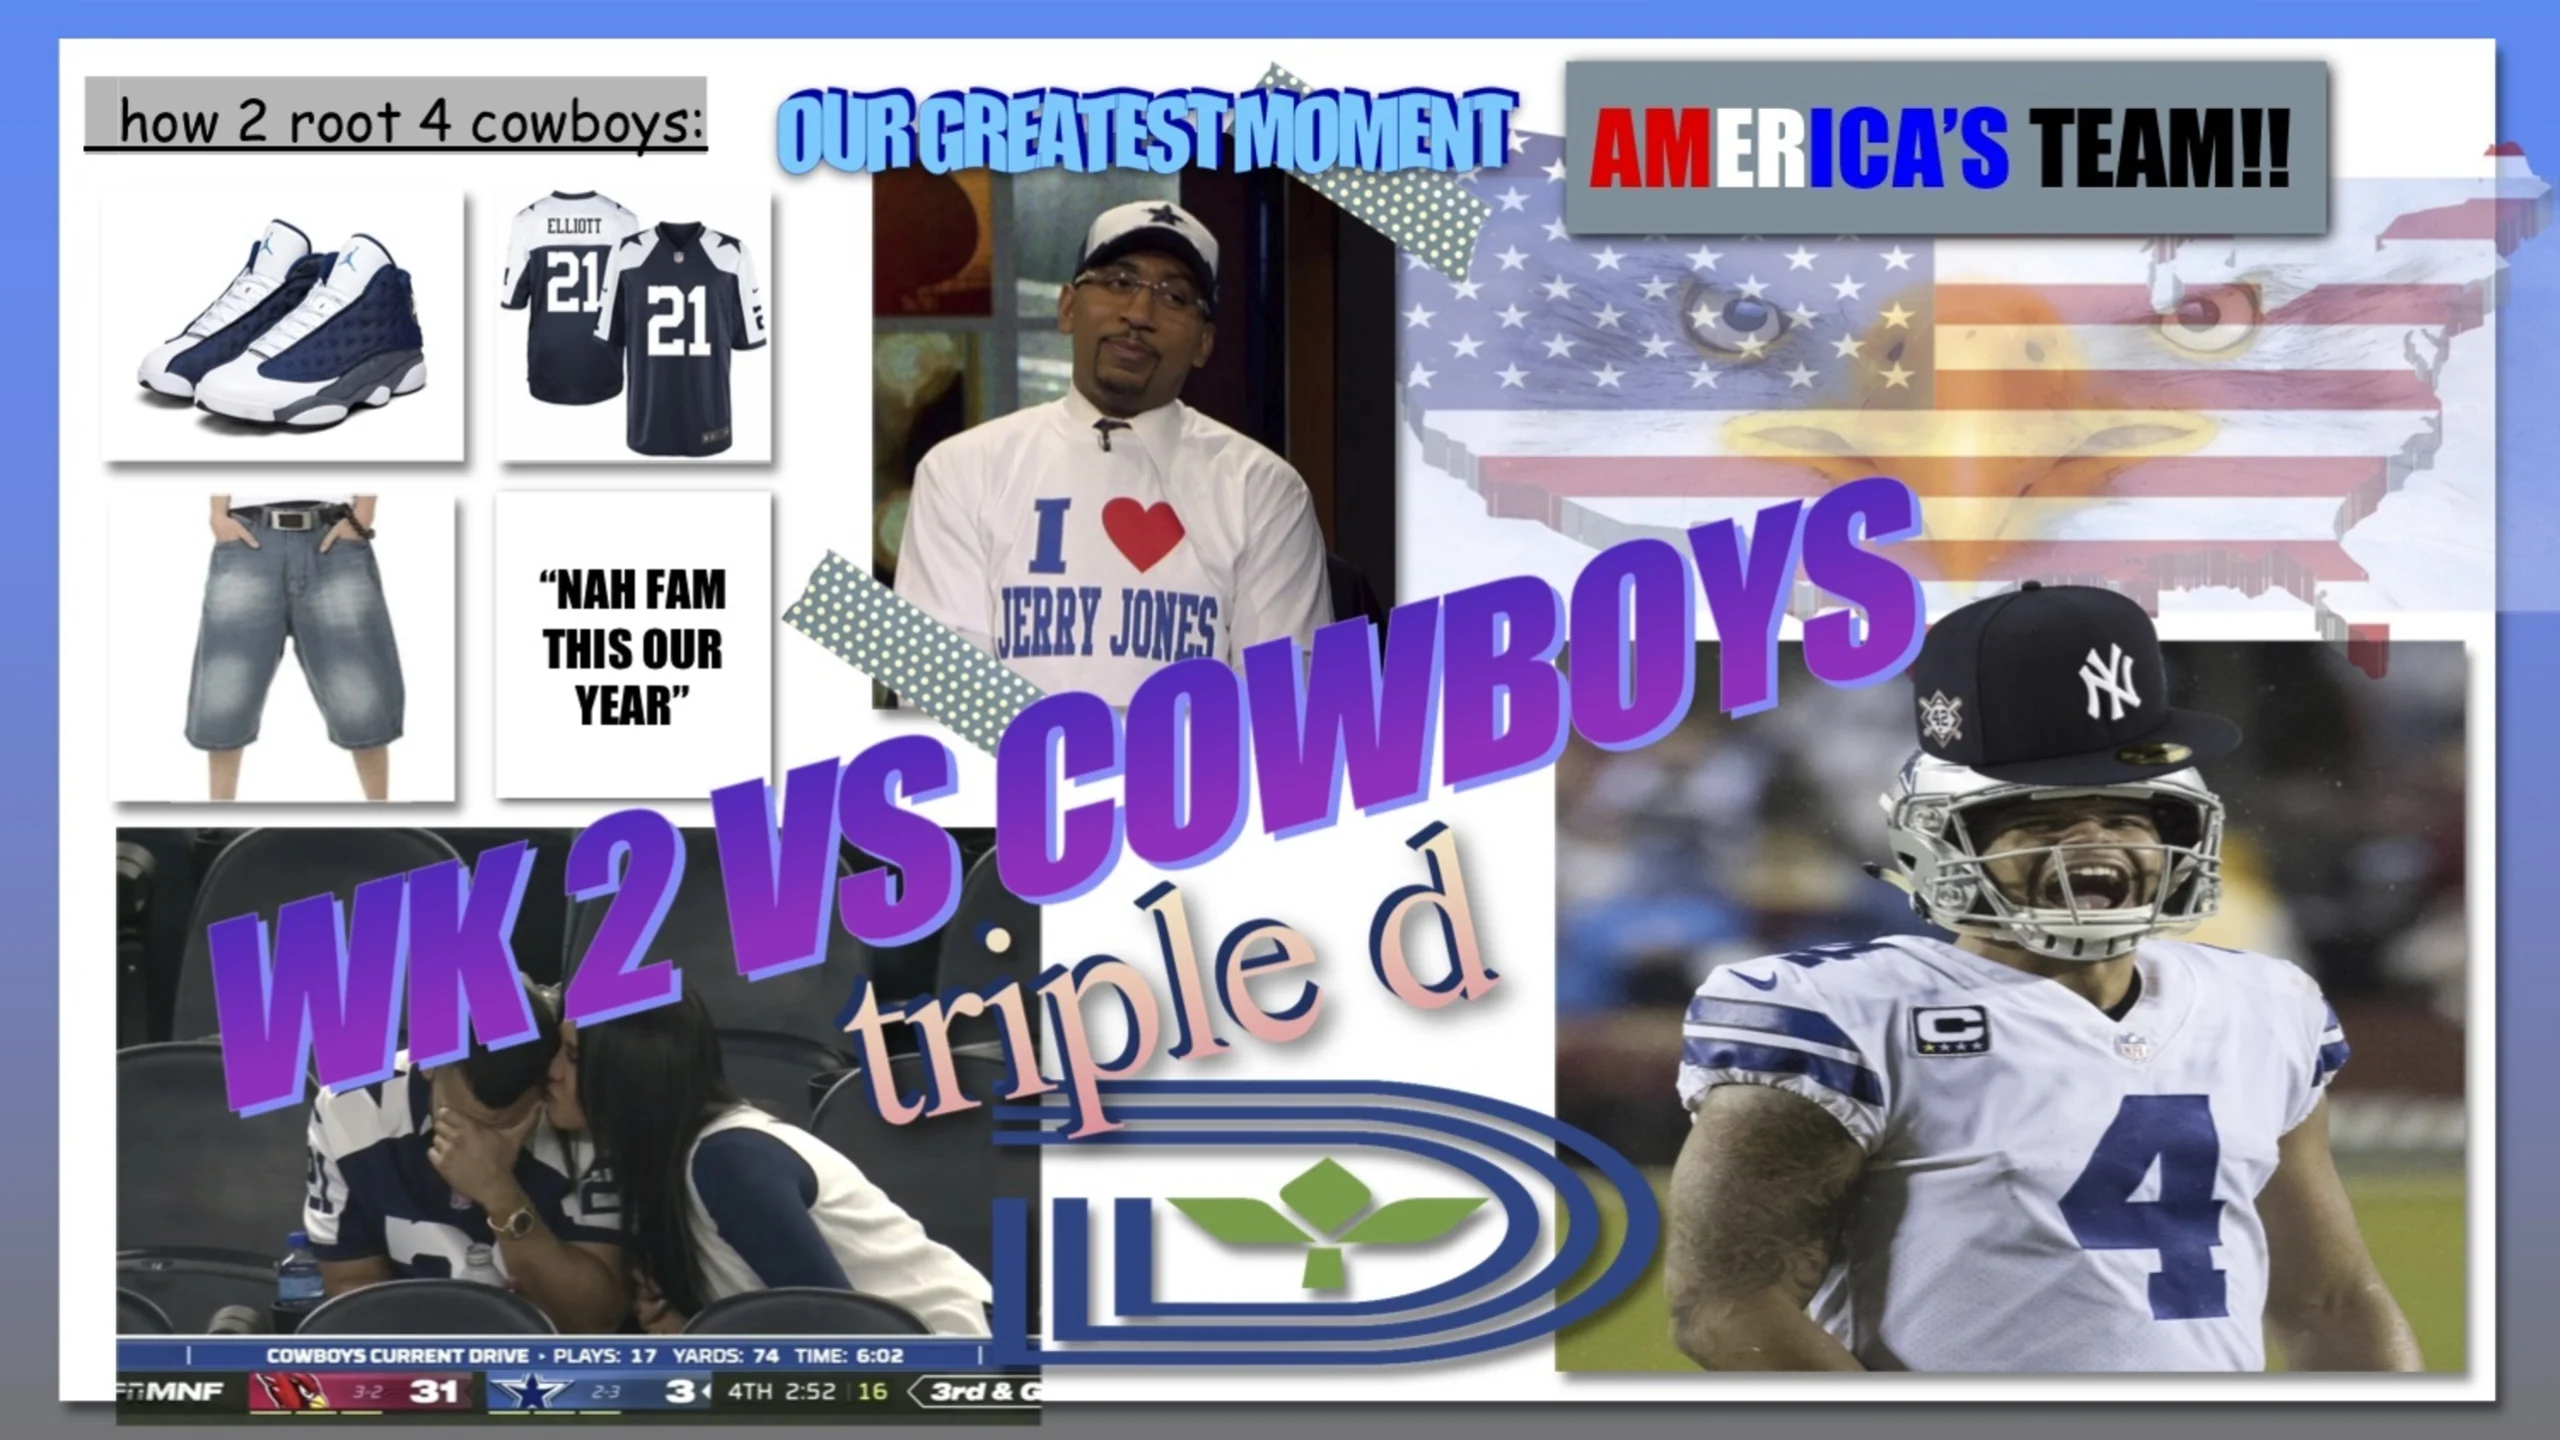 how 2 root 4 cowboys:
OUR GREATEST MOMENT
AMERICA'S TEAM!!
ELLIOTT
21
21
I
JERRY JONES
“NAH FAM
THIS OUR
YEAR”
WK 2 VS COWBOYS
triple d
NY
42
C
NFL
4
COWBOYS CURRENT DRIVE • PLAYS: 17 YARDS: 74 TIME: 6:02
MNF 3-2 31 2-3 3 4TH 2:52 16 3rd & G